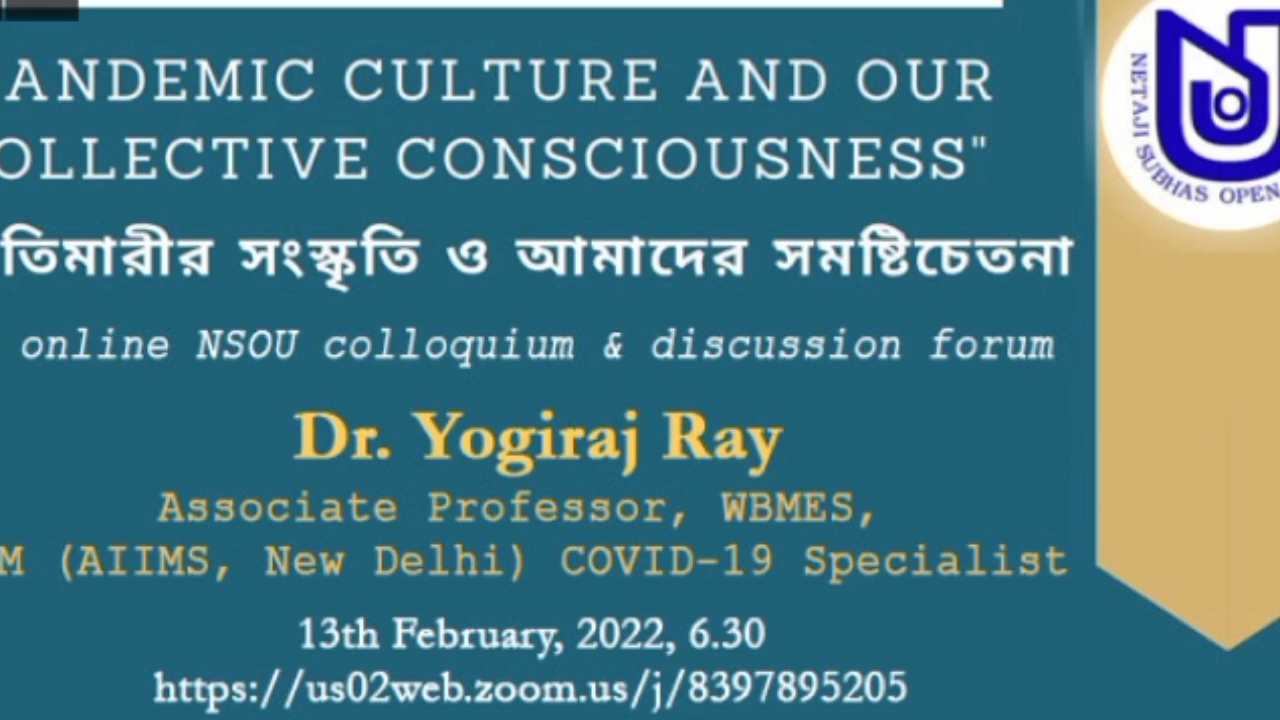 ANDEMIC CULTURE AND OUR
OLLECTIVE CONSCIOUSNESS"
তিমারীর সংস্কৃতি ও আমাদের সমষ্টিচেতনা
online NSOU colloquium & discussion forum
Dr. Yogiraj Ray
Associate Professor, WBMES,
M (AIIMS, New Delhi) COVID-19 Specialist
13th February, 2022, 6.30
https://us02web.zoom.us/j/8397895205
NETAJI SUBHAS OPEN